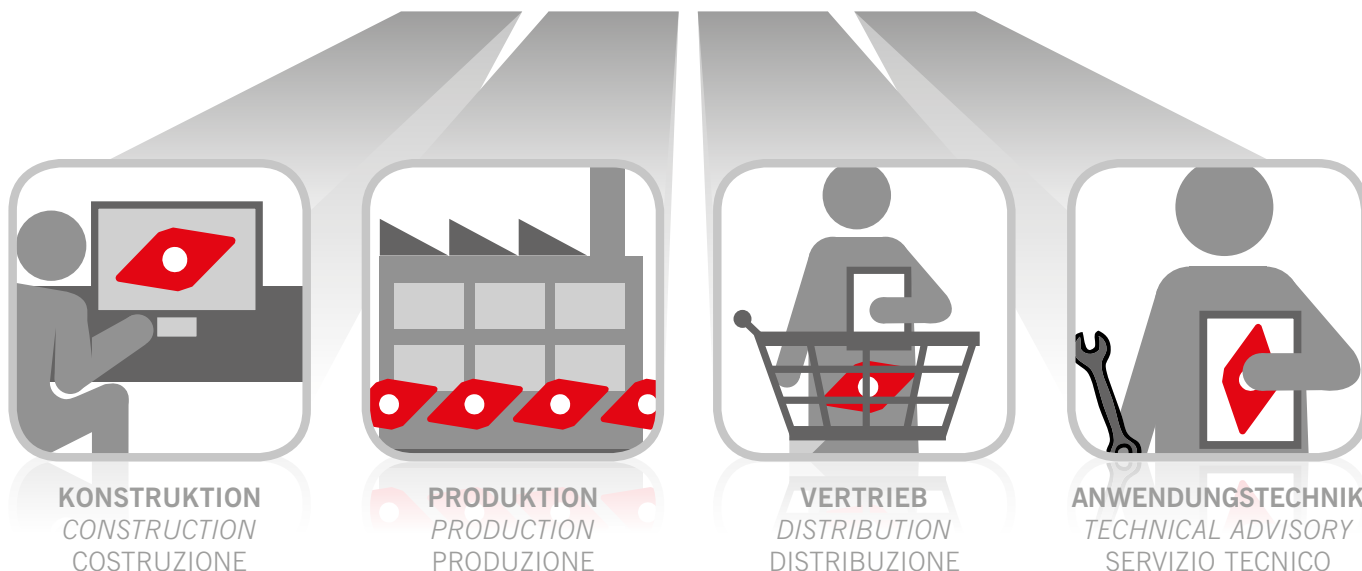 KONSTRUKTION
CONSTRUCTION
COSTRUZIONE
PRODUKTION
PRODUCTION
PRODUZIONE
VERTRIEB
DISTRIBUTION
DISTRIBUZIONE
ANWENDUNGSTECHNIK
TECHNICAL ADVISORY
SERVIZIO TECNICO